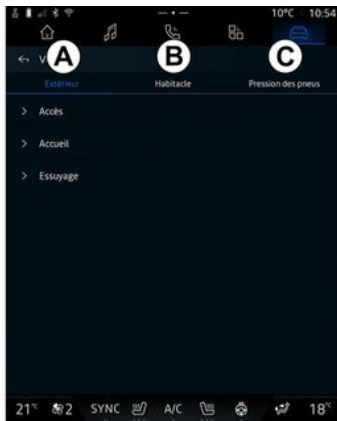 10°C 10:54
A B C
V
Extérieur Habitacle Pression des pneus
Accès
Accueil
Essuyage
21°C 2 SYNC A/C 18°C